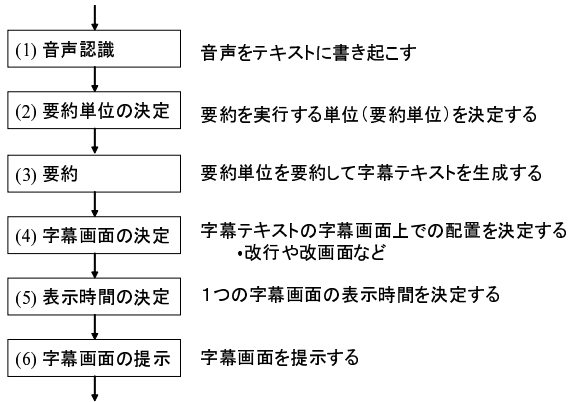 (1) 音声認識 音声をテキストに書き起こす
(2) 要約単位の決定 要約を実行する単位(要約単位)を決定する
(3) 要約 要約単位を要約して字幕テキストを生成する
(4) 字幕画面の決定 字幕テキストの字幕画面上での配置を決定する
・改行や改画面など
(5) 表示時間の決定 1つの字幕画面の表示時間を決定する
(6) 字幕画面の提示 字幕画面を提示する